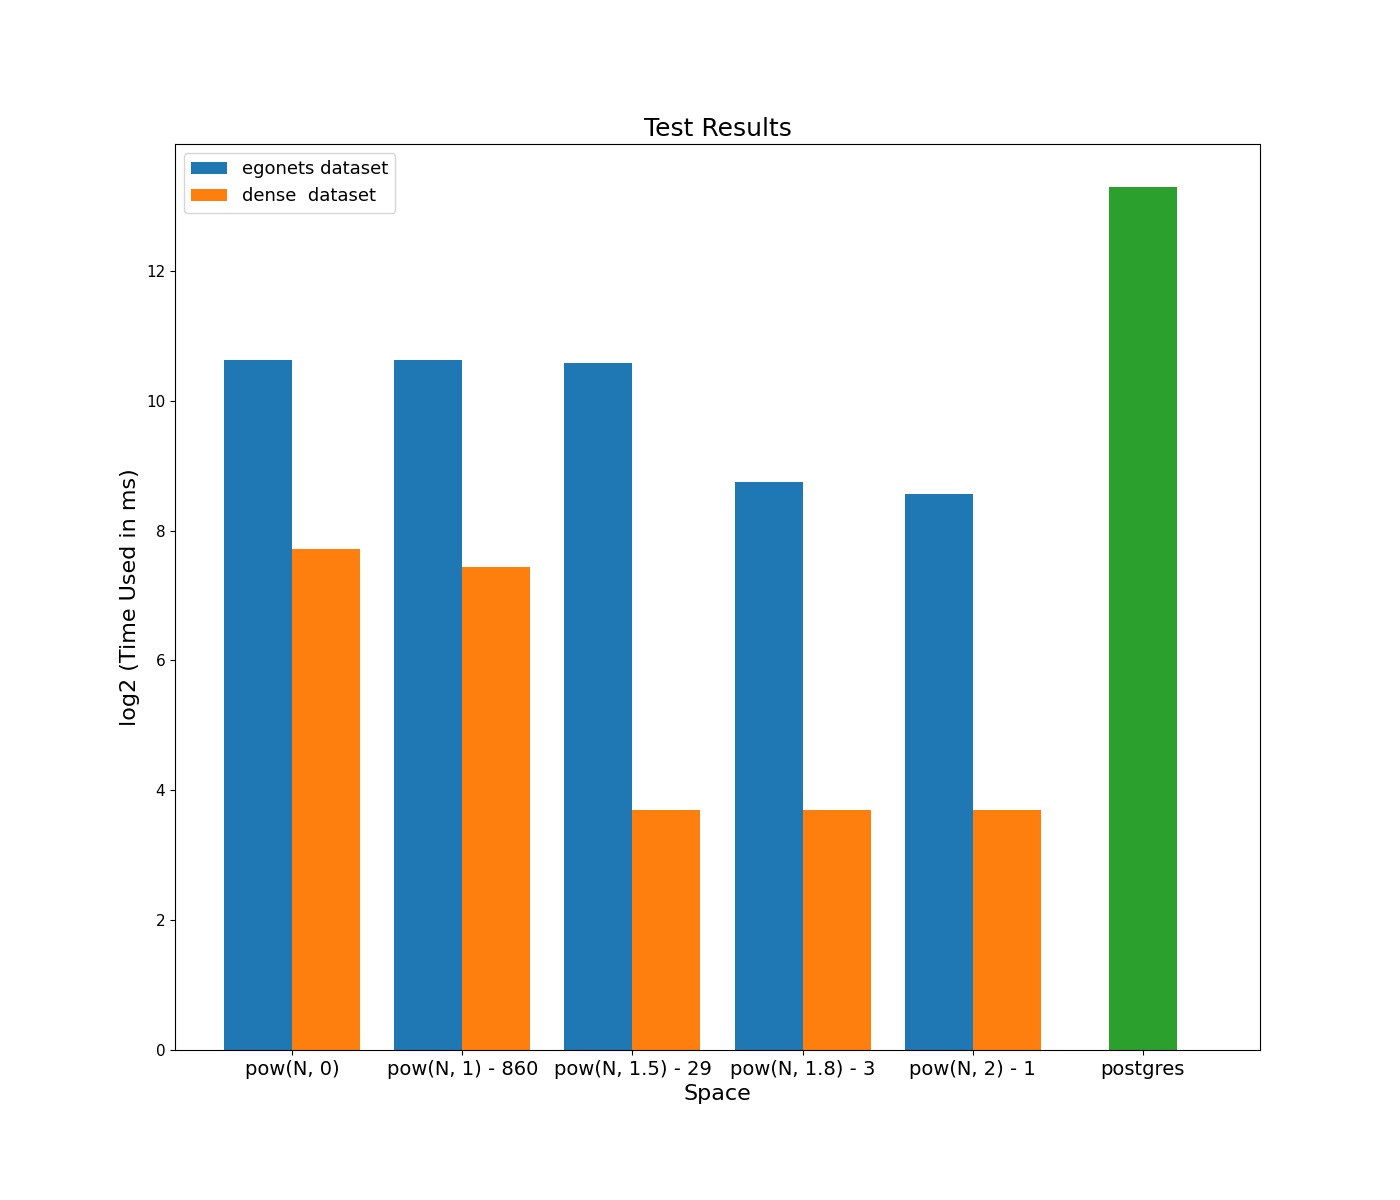 Test Results
egonets dataset
dense  dataset
log2 (Time Used in ms)
12
10
8
6
4
2
0
pow(N, 0) pow(N, 1) - 860 pow(N, 1.5) - 29 pow(N, 1.8) - 3 pow(N, 2) - 1 postgres
Space